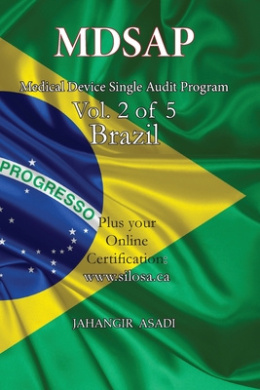 MDSAP
Medical Device Single Audit Program
Vol. 2 of 5
Brazil
PROGRESSO
Plus your
Online
Certification
www.silosa.ca
JAHANGIR ASADI